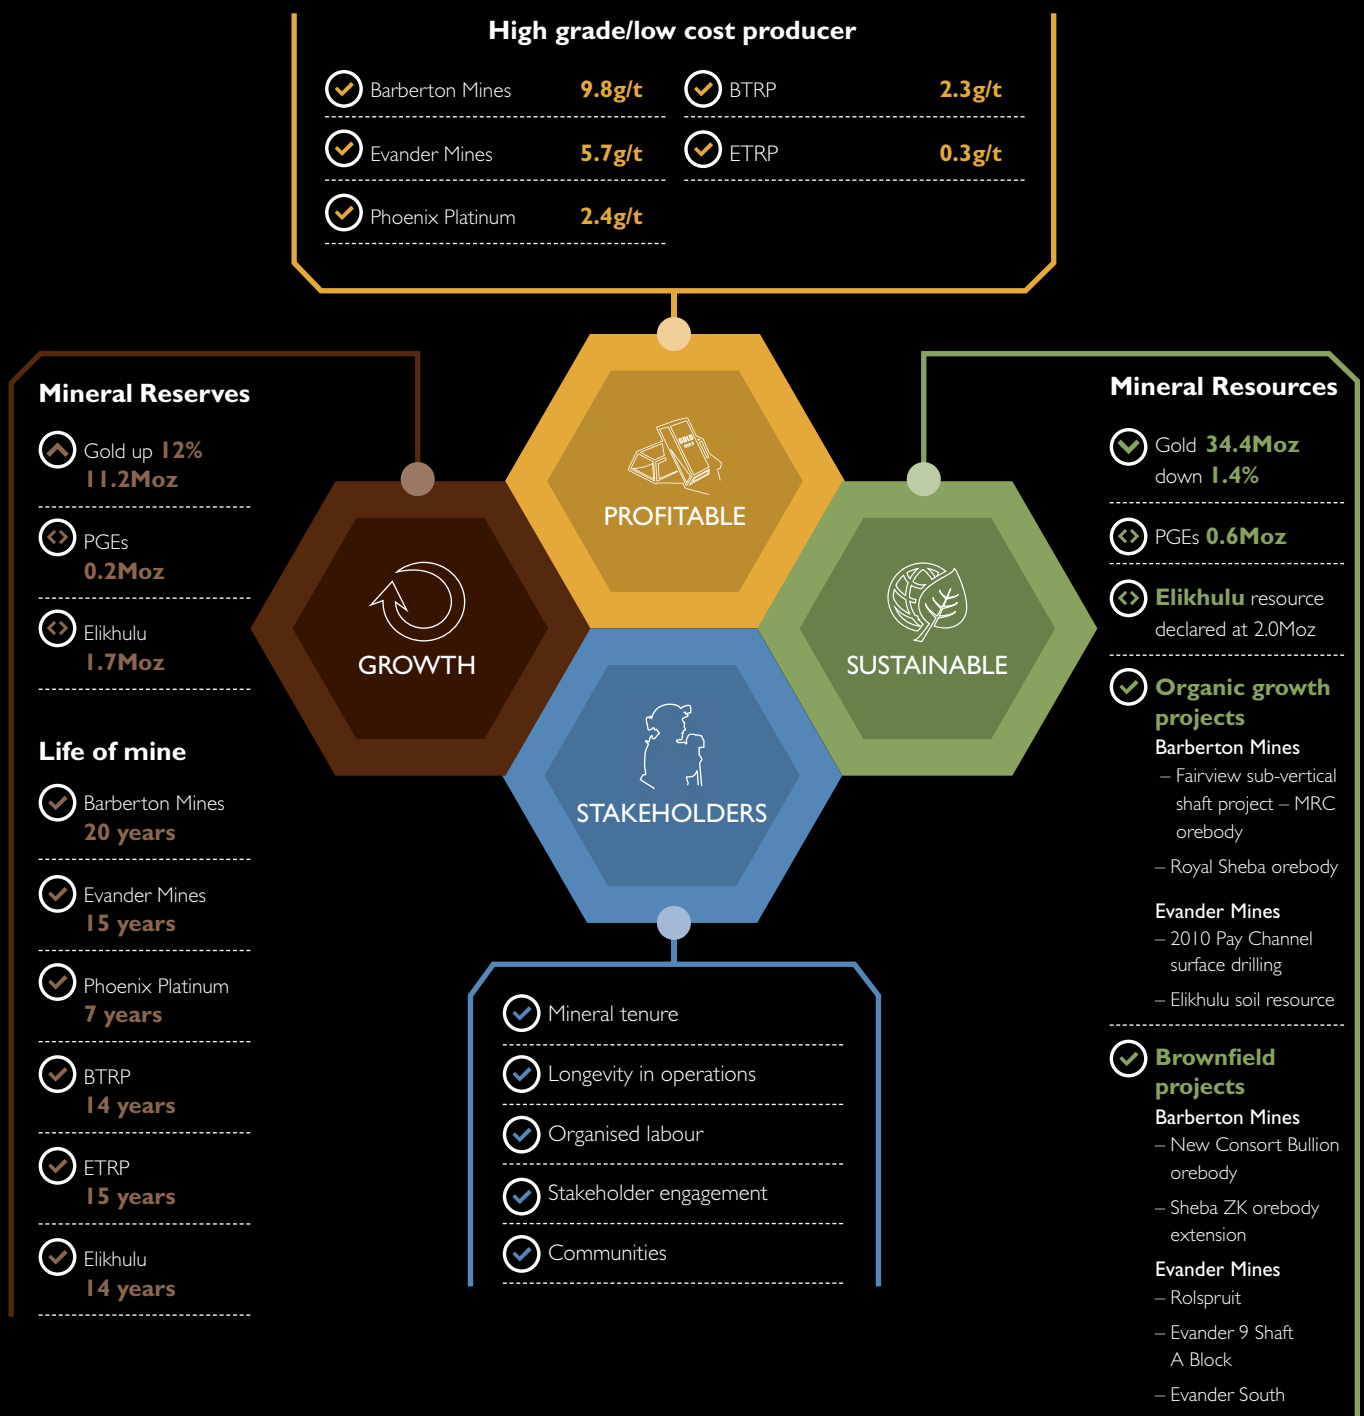 High grade/low cost producer
Barberton Mines 9.8g/t
BTRP 2.3g/t
Evander Mines 5.7g/t
ETRP 0.3g/t
Phoenix Platinum 2.4g/t
Mineral Reserves
Gold up 12%
11.2Moz
PGEs
0.2Moz
Elikhulu
1.7Moz
Life of mine
Barberton Mines
20 years
Evander Mines
15 years
Phoenix Platinum
7 years
BTRP
14 years
ETRP
15 years
Elikhulu
14 years
GOLD
PROFITABLE
GROWTH
SUSTAINABLE
STAKEHOLDERS
Mineral tenure
Longevity in operations
Organised labour
Stakeholder engagement
Communities
Mineral Resources
Gold 34.4Moz
down 1.4%
PGEs 0.6Moz
Elikhulu resource
declared at 2.0Moz
Organic growth
projects
Barberton Mines
– Fairview sub-vertical
shaft project – MRC
orebody
– Royal Sheba orebody
Evander Mines
– 2010 Pay Channel
surface drilling
– Elikhulu soil resource
Brownfield
projects
Barberton Mines
– New Consort Bullion
orebody
– Sheba ZK orebody
extension
Evander Mines
– Rolspruit
– Evander 9 Shaft
A Block
– Evander South